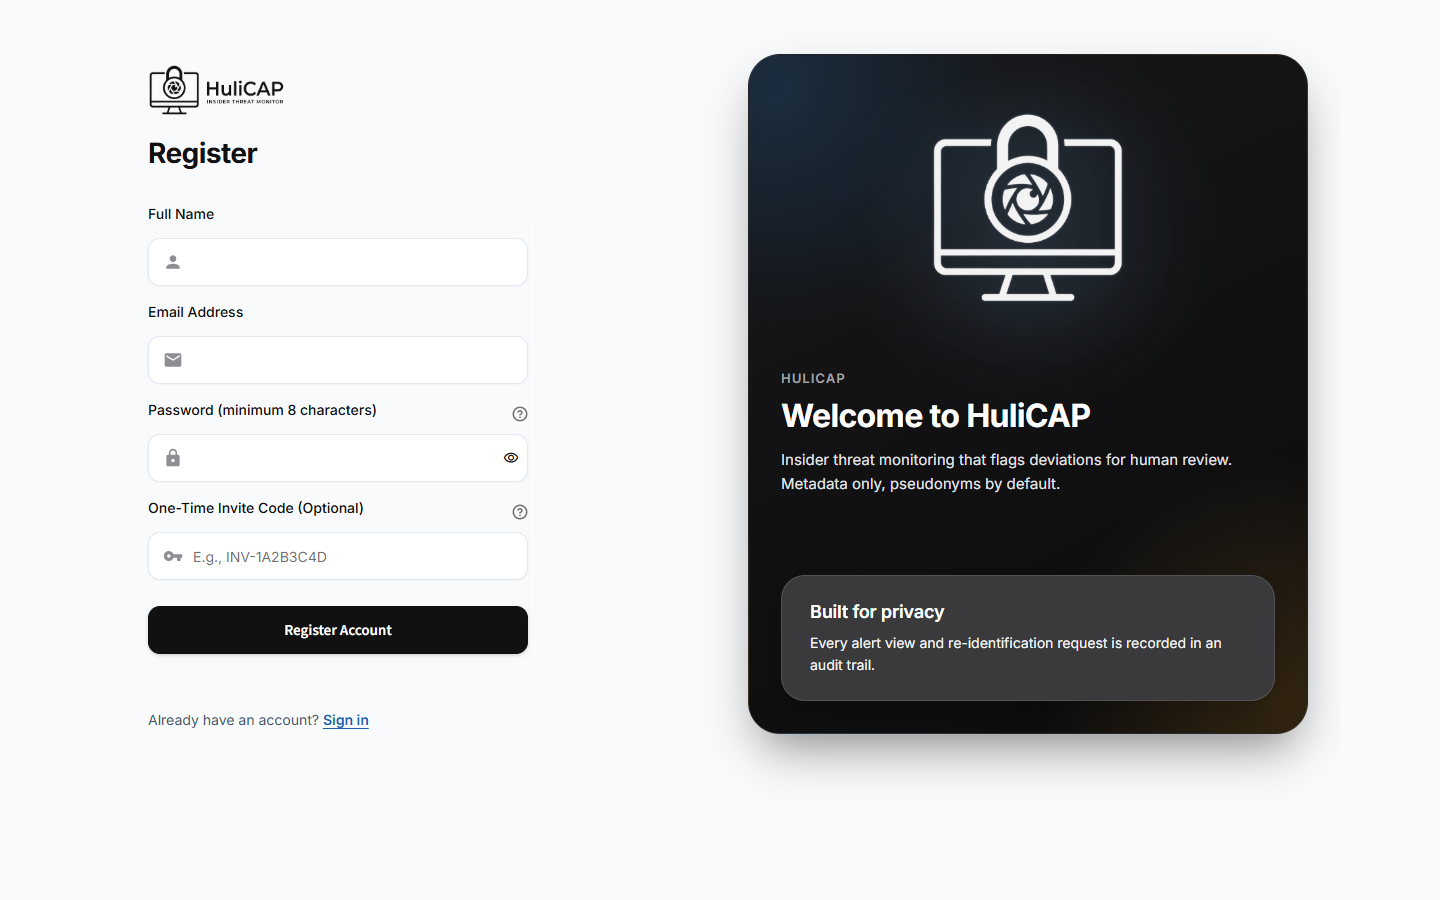 HuliCAP
INSIDER THREAT MONITOR
Register
Full Name
Email Address
Password (minimum 8 characters)
One-Time Invite Code (Optional)
E.g., INV-1A2B3C4D
Register Account
Already have an account? Sign in
HULICAP
Welcome to HuliCAP
Insider threat monitoring that flags deviations for human review.
Metadata only, pseudonyms by default.
Built for privacy
Every alert view and re-identification request is recorded in an
audit trail.